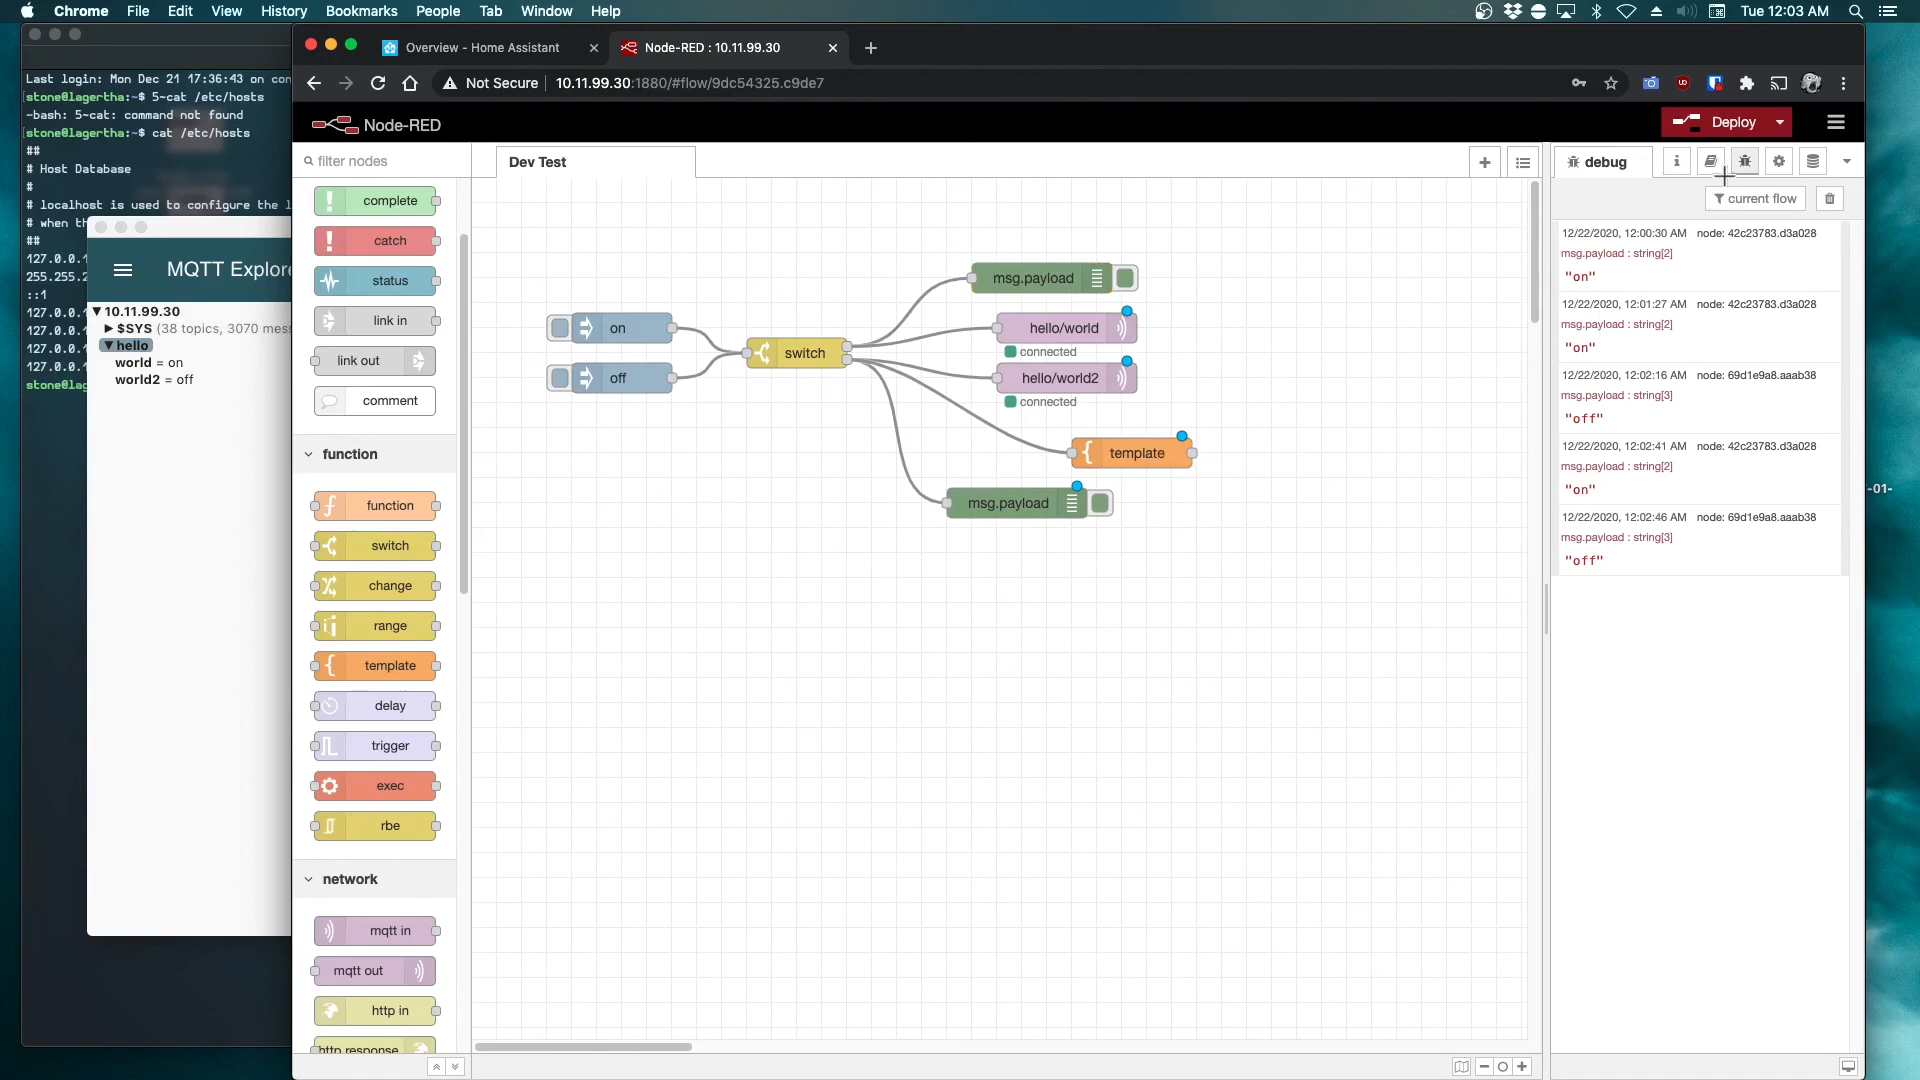 Chrome File Edit View History Bookmarks People Tab Window Help
Tue 12:03 AM
Last login: Mon Dec 21 17:36:43 on con
stone@lagertha:~$ 5~cat /etc/hosts
-bash: 5~cat: command not found
stone@lagertha:~$ cat /etc/hosts
##
# Host Database
#
# localhost is used to configure the l
# when th
##
127.0.0.1
255.255.2
::1
127.0.0.1
127.0.0.1
127.0.0.1
127.0.0.1
stone@lag
MQTT Explore
10.11.99.30
$SYS (38 topics, 3070 mess
hello
world = on
world2 = off
Overview - Home Assistant
Node-RED : 10.11.99.30
Not Secure
10.11.99.30:1880/#flow/9dc54325.c9de7
Node-RED
Deploy
filter nodes
complete
catch
status
link in
link out
comment
function
function
switch
change
range
template
delay
trigger
exec
rbe
network
mqtt in
mqtt out
http in
http response
Dev Test
on
off
switch
msg.payload
hello/world
connected
hello/world2
connected
template
msg.payload
debug
current flow
12/22/2020, 12:00:30 AM node: 42c23783.d3a028
msg.payload : string[2]
"on"
12/22/2020, 12:01:27 AM node: 42c23783.d3a028
msg.payload : string[2]
"on"
12/22/2020, 12:02:16 AM node: 69d1e9a8.aaab38
msg.payload : string[3]
"off"
12/22/2020, 12:02:41 AM node: 42c23783.d3a028
msg.payload : string[2]
"on"
12/22/2020, 12:02:46 AM node: 69d1e9a8.aaab38
msg.payload : string[3]
"off"
-01-